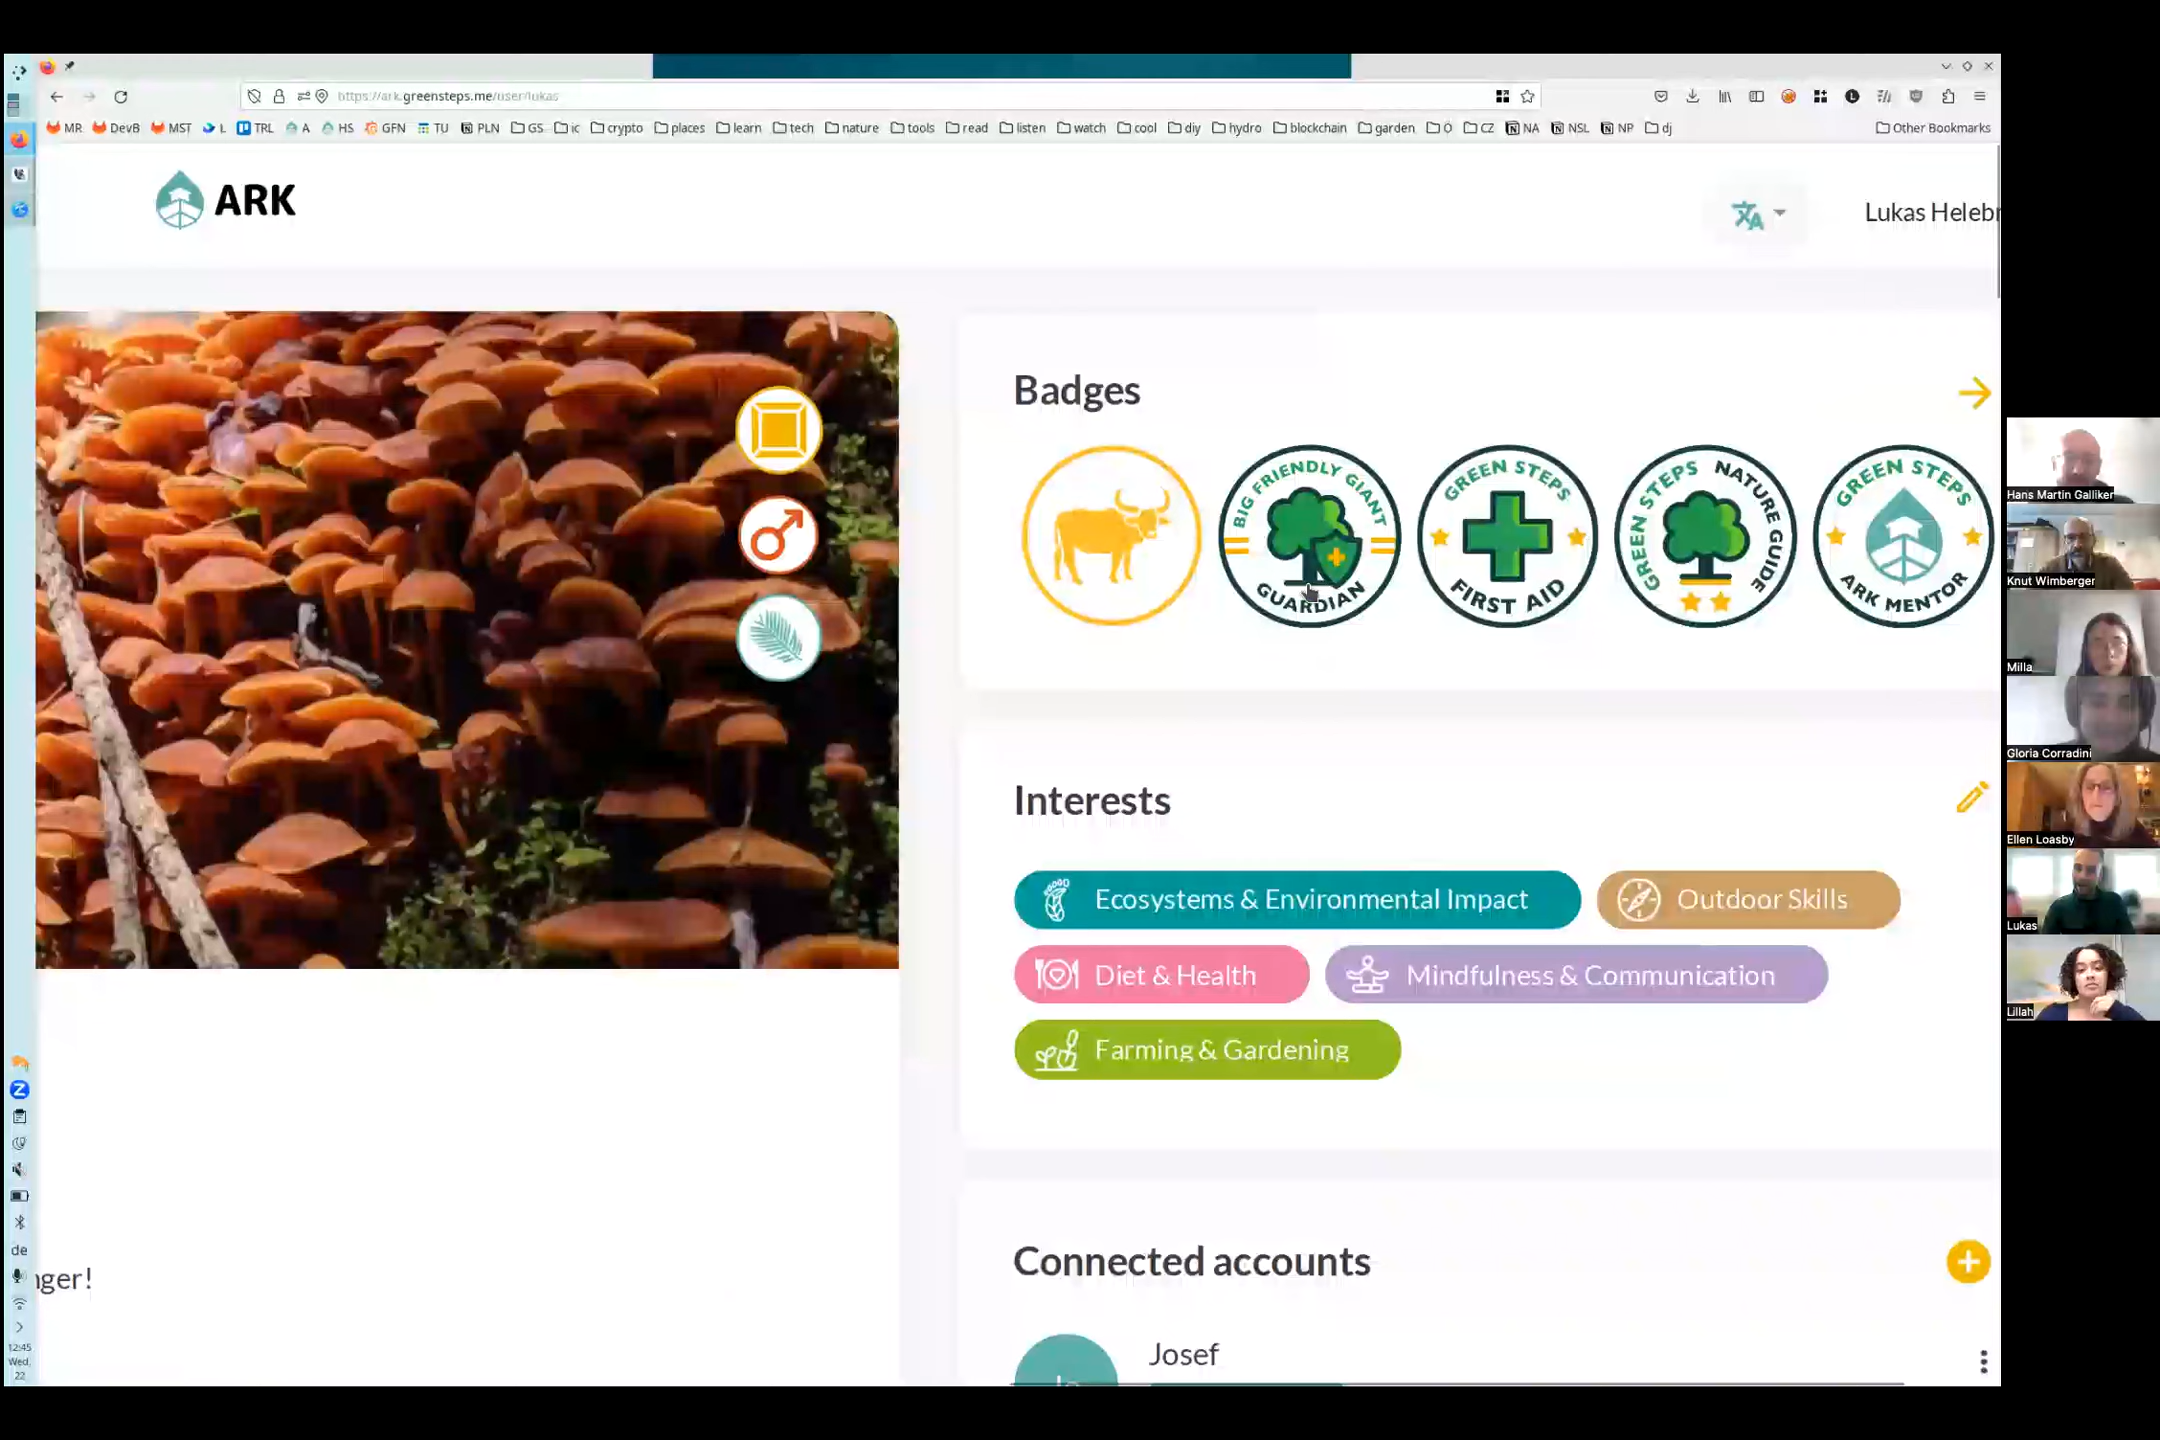 https://ark.greensteps.me/user/lukas
MR DevB MST L TRL A HS GFN TU PLN GS ic crypto places learn tech nature tools read listen watch cool diy hydro blockchain garden O CZ NA NSL NP dj Other Bookmarks
ARK
Lukas Helebr
Badges
BIG FRIENDLY GIANT
GUARDIAN
GREEN STEPS
FIRST AID
GREEN STEPS NATURE GUIDE
GREEN STEPS
ARK MENTOR
Interests
Ecosystems & Environmental Impact
Outdoor Skills
Diet & Health
Mindfulness & Communication
Farming & Gardening
Connected accounts
Josef
nger!
de
12:45
Wed,
22
Hans Martin Galliker
Knut Wimberger
Milla
Gloria Corradini
Ellen Loasby
Lukas
Lillah